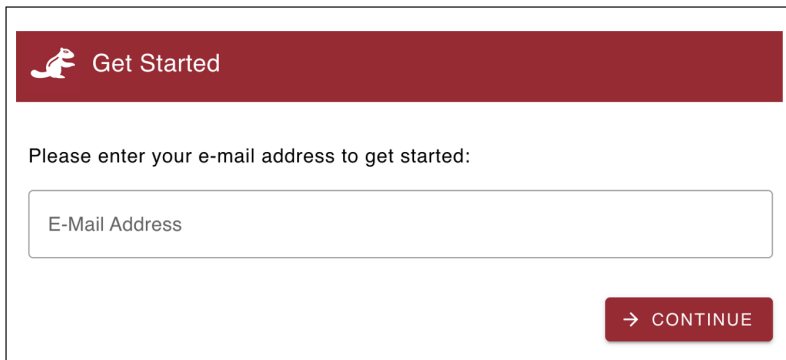 Get Started
Please enter your e-mail address to get started:
E-Mail Address
CONTINUE